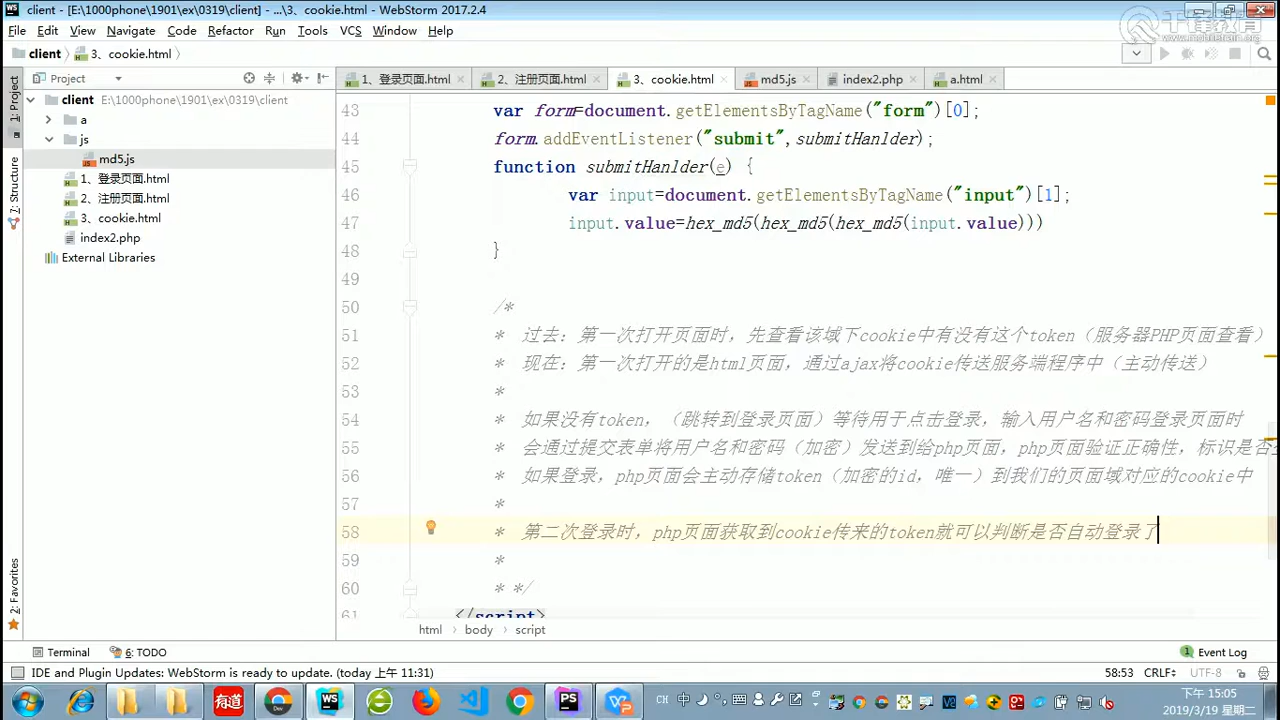 client - [E:\1000phone\1901\ex\0319\client] - ...\3、cookie.html - WebStorm 2017.2.4
千锋教育
www.mobiletrain.org
File Edit View Navigate Code Refactor Run Tools VCS Window Help
client 3、cookie.html
Project
1、登录页面.html 2、注册页面.html 3、cookie.html md5.js index2.php a.html
1: Project
7: Structure
2: Favorites
client E:\1000phone\1901\ex\0319\client
a
js
md5.js
1、登录页面.html
2、注册页面.html
3、cookie.html
index2.php
External Libraries
43 var form=document.getElementsByTagName("form")[0];
44 form.addEventListener("submit",submitHanlder);
45 function submitHanlder(e) {
46 var input=document.getElementsByTagName("input")[1];
47 input.value=hex_md5(hex_md5(hex_md5(input.value)))
48 }
49
50 /*
51 * 过去：第一次打开页面时，先查看该域下cookie中有没有这个token（服务器PHP页面查看）
52 * 现在：第一次打开的是html页面，通过ajax将cookie传送服务端程序中（主动传送）
53 *
54 * 如果没有token，（跳转到登录页面）等待用于点击登录，输入用户名和密码登录页面时
55 * 会通过提交表单将用户名和密码（加密）发送到给php页面，php页面验证正确性，标识是否
56 * 如果登录，php页面会主动存储token（加密的id，唯一）到我们的页面域对应的cookie中
57 *
58 * 第二次登录时，php页面获取到cookie传来的token就可以判断是否自动登录了
59 *
60 * */
61 </script>
html body script
Terminal 6: TODO Event Log
IDE and Plugin Updates: WebStorm is ready to update. (today 上午 11:31) 58:53 CRLF÷ UTF-8
有道 WS PS CH 中
下午 15:05
2019/3/19 星期二